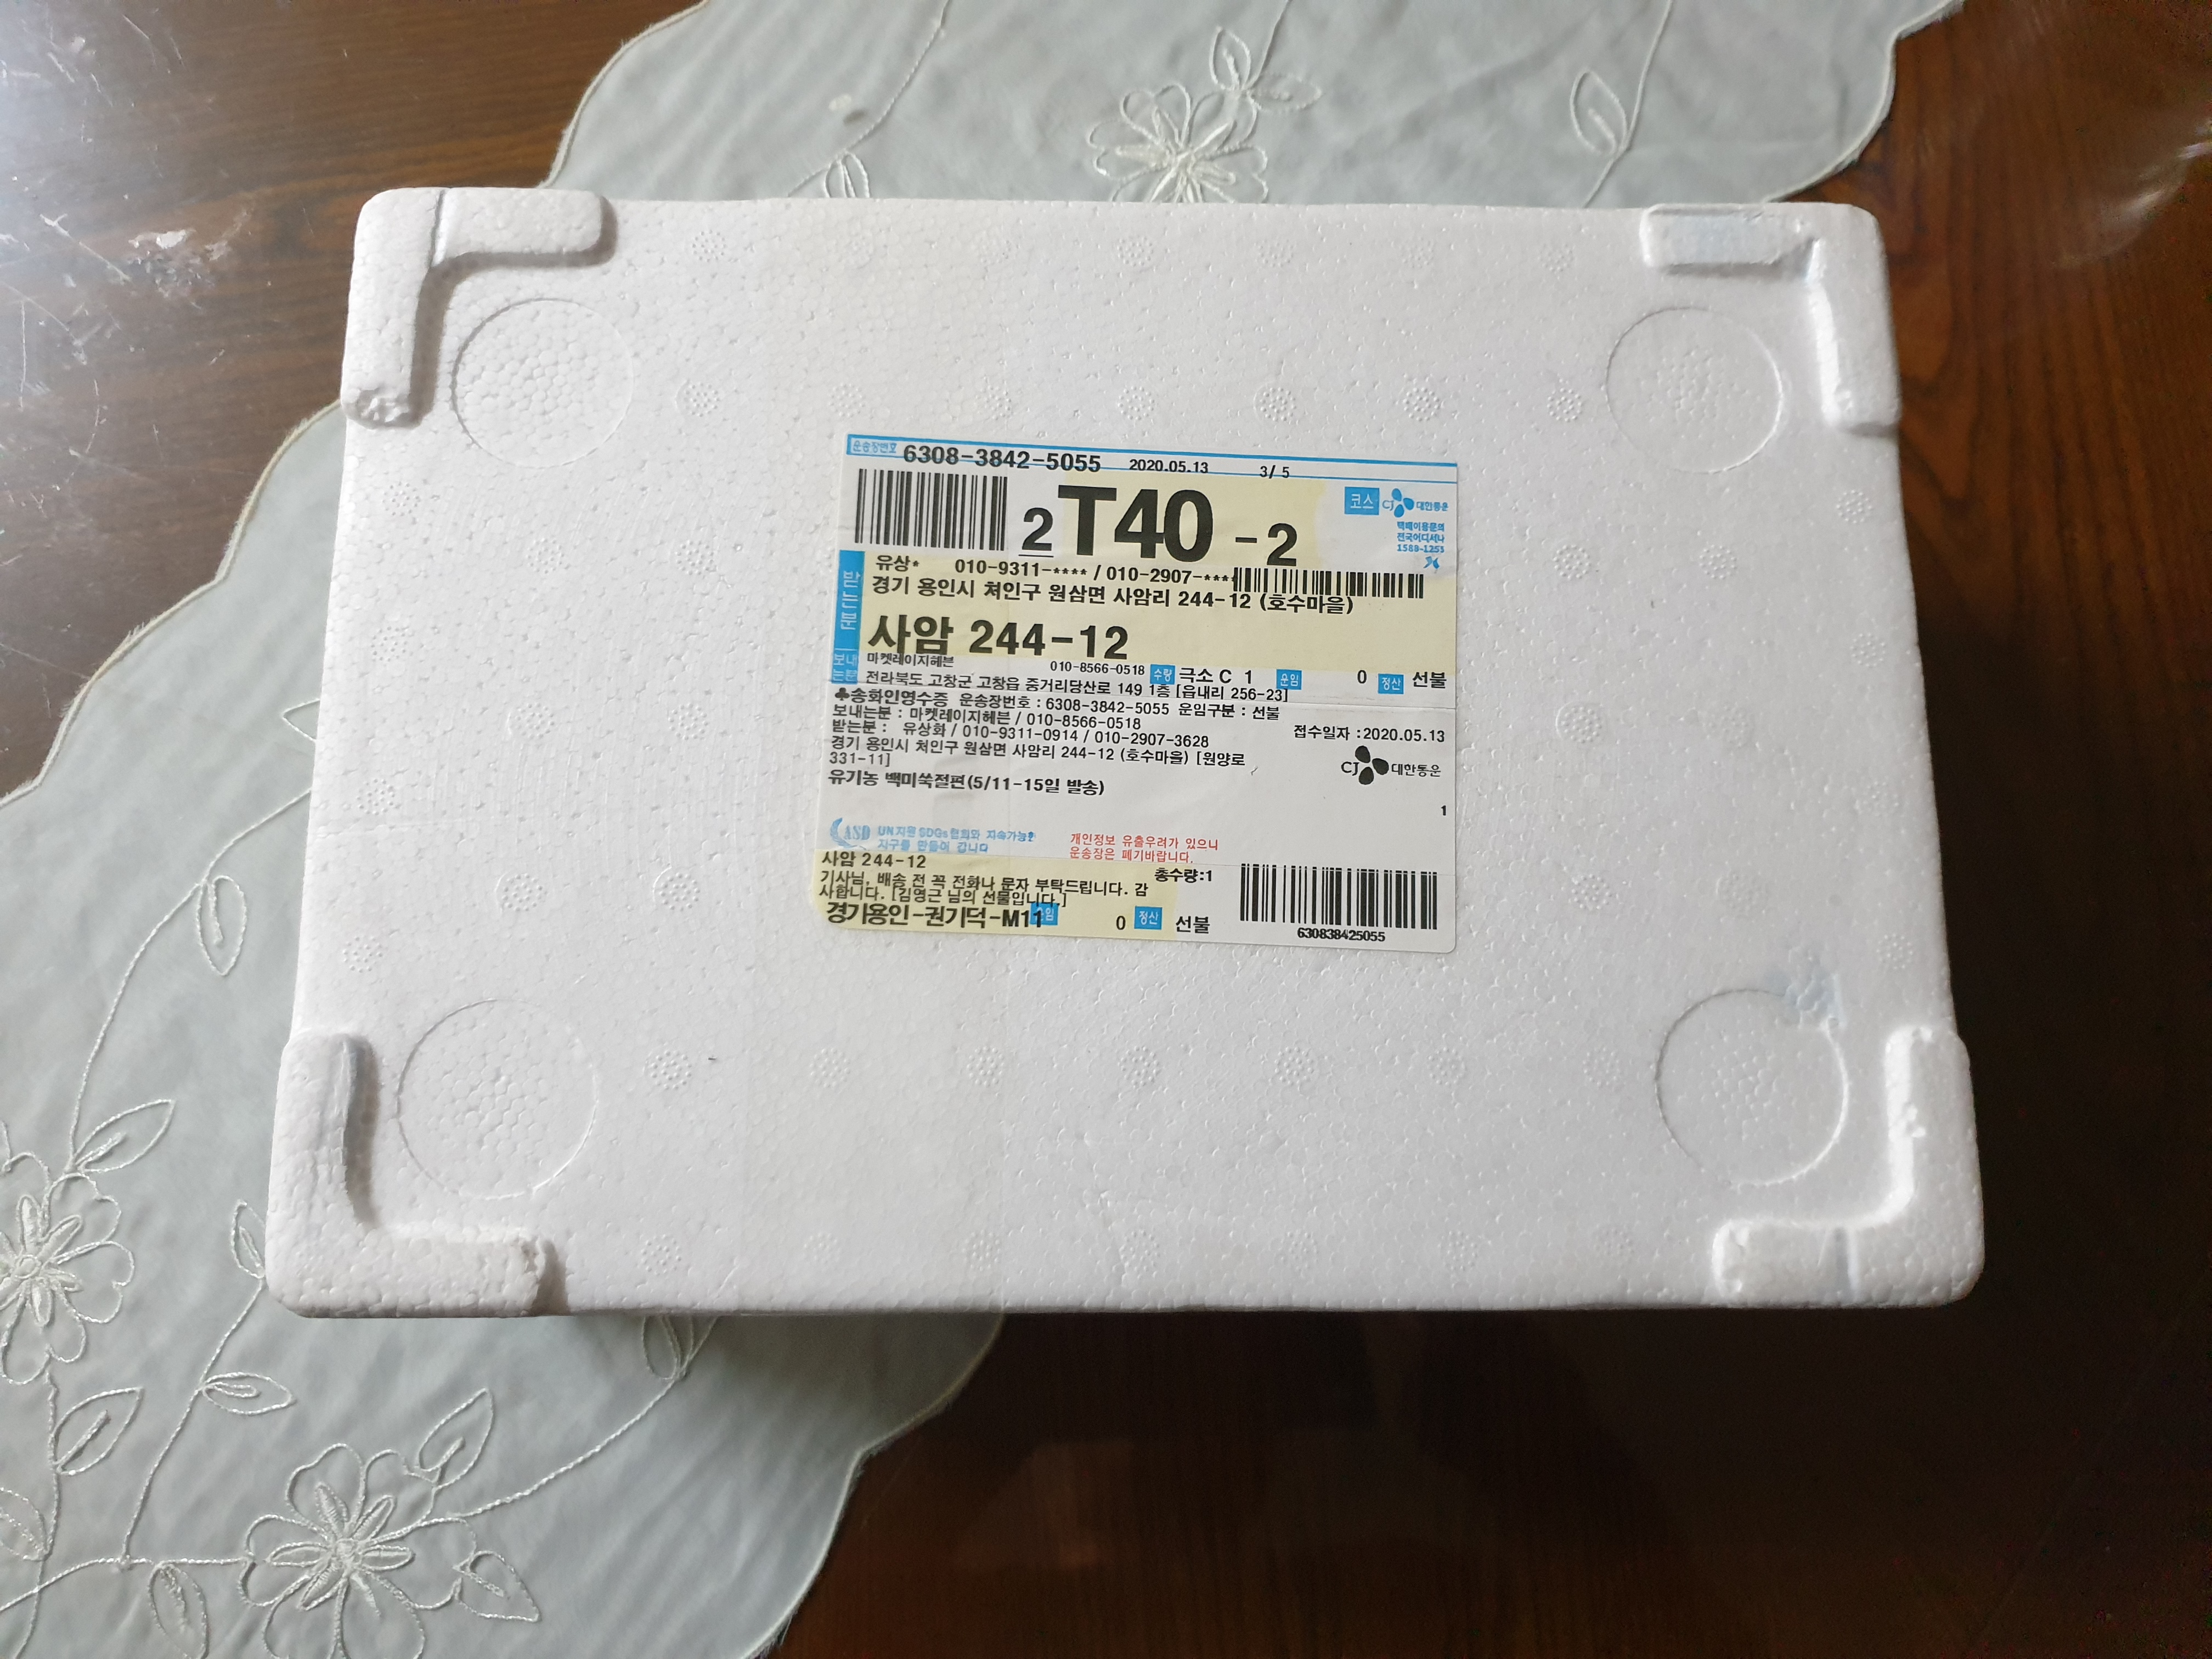 운송장번호 6308-3842-5055 2020.05.13 3/ 5
2 T40 -2
코스 CJ 대한통운
택배이용문의
전국어디서나
1588-1255
받는분
유상* 010-9311-**** / 010-2907-****
경기 용인시 처인구 원삼면 사암리 244-12 (호수마을)
사암 244-12
보내는분
마켓레이지헤븐 010-8566-0518 수량 극소 C 1 운임 0 정산 선불
전라북도 고창군 고창읍 중거리당산로 149 1층 [읍내리 256-23]
♣송화인영수증 운송장번호 : 6308-3842-5055 운임구분 : 선불
보내는분 : 마켓레이지헤븐 / 010-8566-0518
받는분 : 유상화 / 010-9311-0914 / 010-2907-3628
접수일자 :2020.05.13
경기 용인시 처인구 원삼면 사암리 244-12 (호수마을) [원양로
331-11]
CJ 대한통운
유기농 백미쑥절편(5/11-15일 발송)
1
ASD UN지원 SDGs협회와 지속가능한
지구를 만들어 갑니다
개인정보 유출우려가 있으니
운송장은 폐기바랍니다.
사암 244-12
총수량:1
기사님, 배송 전 꼭 전화나 문자 부탁드립니다. 감
사합니다. [김영근 님의 선물입니다.]
경기용인-권기덕-M11 운임 0 정산 선불
630838425055